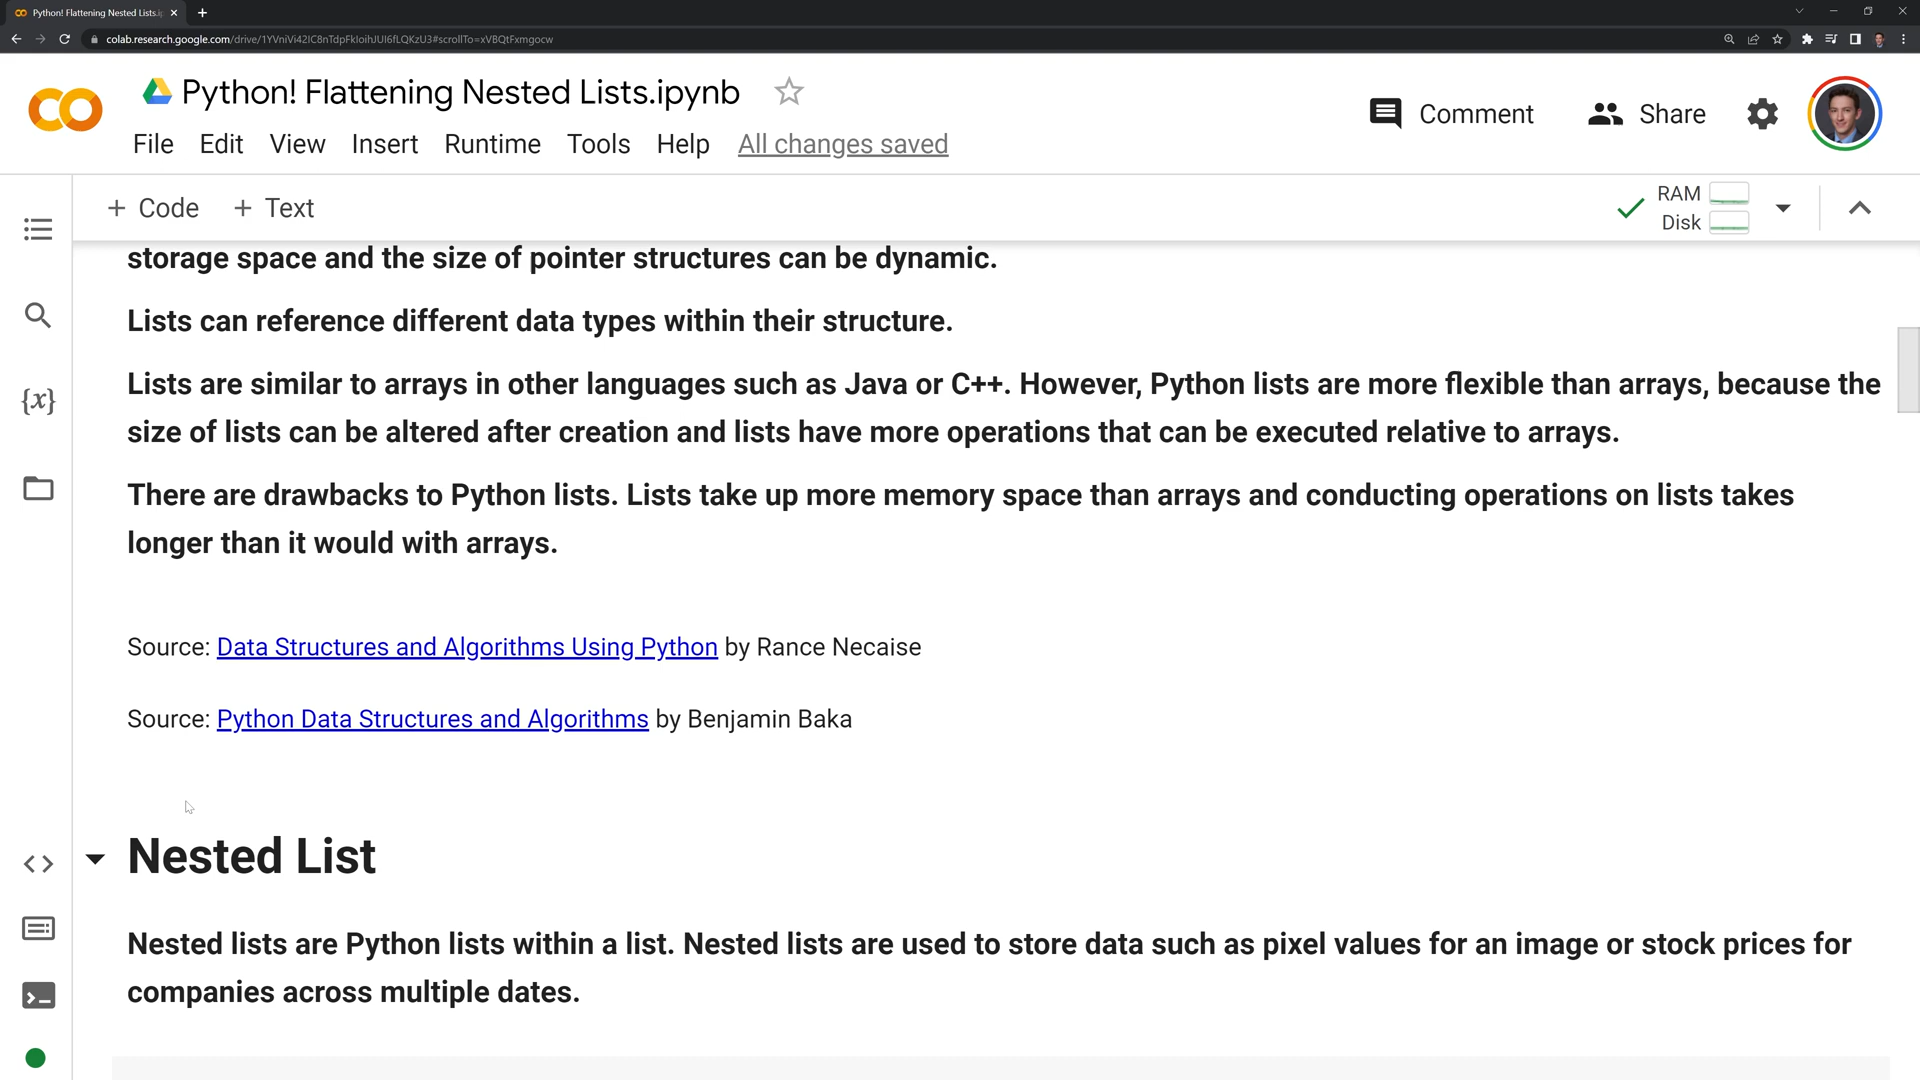 Python! Flattening Nested Lists.ip
colab.research.google.com/drive/1YVniVi42IC8nTdpFkIoihJUI6fLQKzU3#scrollTo=xVBQtFxmgocw
Python! Flattening Nested Lists.ipynb
File Edit View Insert Runtime Tools Help All changes saved
Comment
Share
+ Code + Text
RAM
Disk
{x}
storage space and the size of pointer structures can be dynamic.
Lists can reference different data types within their structure.
Lists are similar to arrays in other languages such as Java or C++. However, Python lists are more flexible than arrays, because the
size of lists can be altered after creation and lists have more operations that can be executed relative to arrays.
There are drawbacks to Python lists. Lists take up more memory space than arrays and conducting operations on lists takes
longer than it would with arrays.
Source: Data Structures and Algorithms Using Python by Rance Necaise
Source: Python Data Structures and Algorithms by Benjamin Baka
Nested List
Nested lists are Python lists within a list. Nested lists are used to store data such as pixel values for an image or stock prices for
companies across multiple dates.